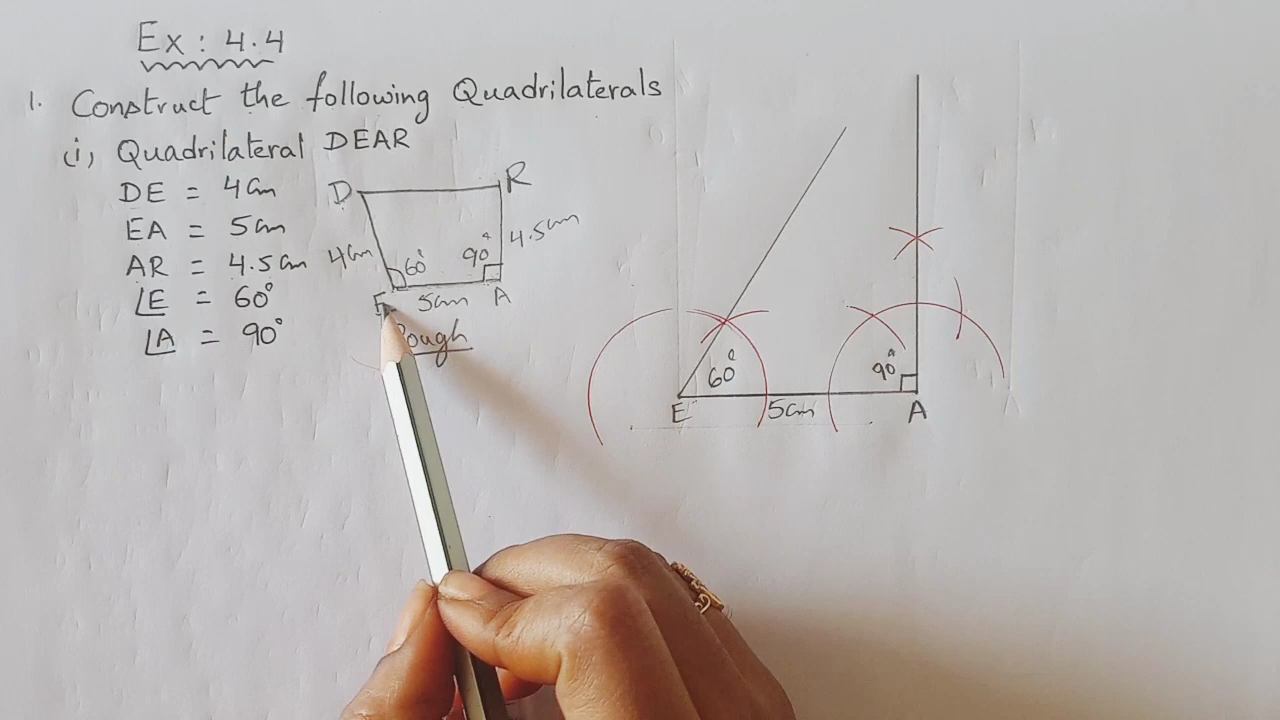 Ex : 4.4
1. Construct the following Quadrilaterals
(i) Quadrilateral DEAR
DE = 4cm
EA = 5cm
AR = 4.5cm
∠E = 60°
∠A = 90°
D R
4cm 60° 90° 4.5cm
E 5cm A
Rough
60° 90°
E 5cm A